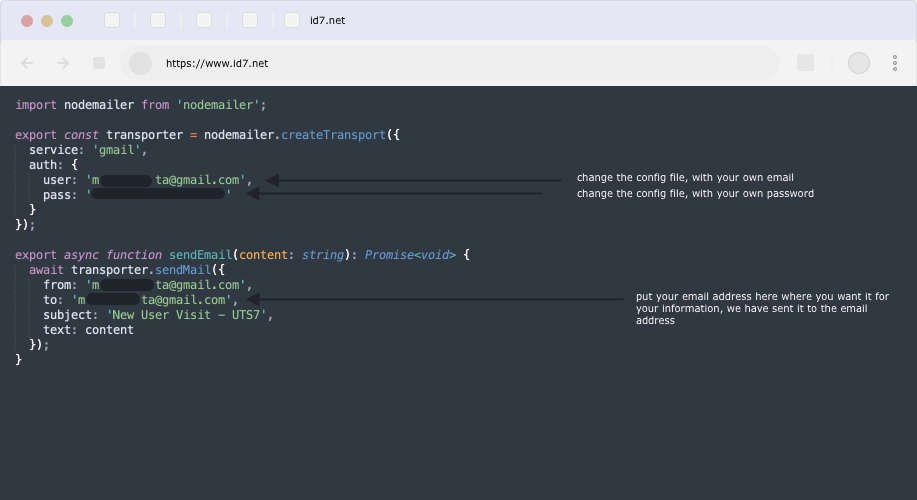 id7.net
https://www.id7.net
import nodemailer from 'nodemailer';
export const transporter = nodemailer.createTransport({
service: 'gmail',
auth: {
user: 'm ta@gmail.com',
change the config file, with your own email
pass: ' '
change the config file, with your own password
}
});
export async function sendEmail(content: string): Promise<void> {
await transporter.sendMail({
from: 'm ta@gmail.com',
to: 'm ta@gmail.com',
put your email address here where you want it for
your information, we have sent it to the email
address
subject: 'New User Visit - UTS7',
text: content
});
}